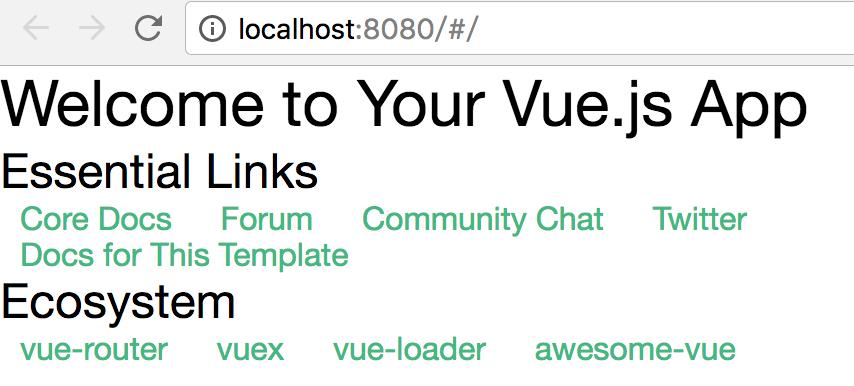 localhost:8080/#/
Welcome to Your Vue.js App
Essential Links
Core Docs Forum Community Chat Twitter
Docs for This Template
Ecosystem
vue-router vuex vue-loader awesome-vue